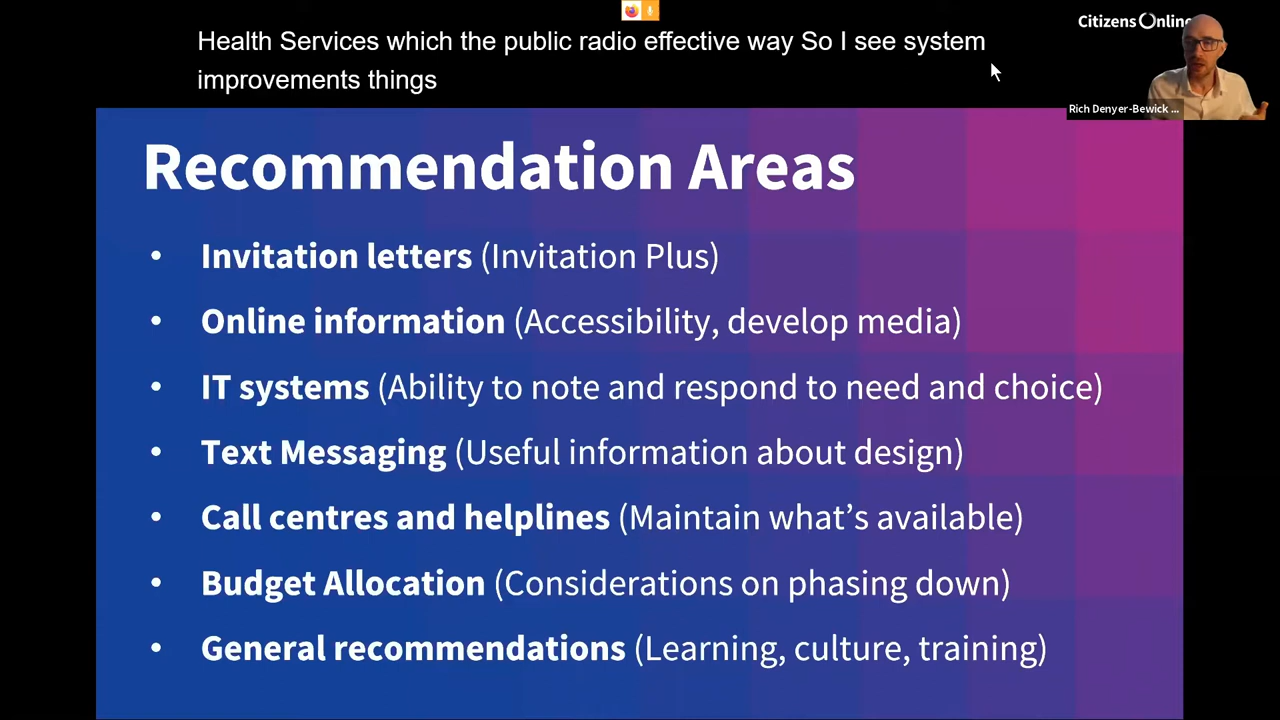 Health Services which the public radio effective way So I see system
improvements things
Citizens Online
Rich Denyer-Bewick ...
Recommendation Areas
• Invitation letters (Invitation Plus)
• Online information (Accessibility, develop media)
• IT systems (Ability to note and respond to need and choice)
• Text Messaging (Useful information about design)
• Call centres and helplines (Maintain what's available)
• Budget Allocation (Considerations on phasing down)
• General recommendations (Learning, culture, training)